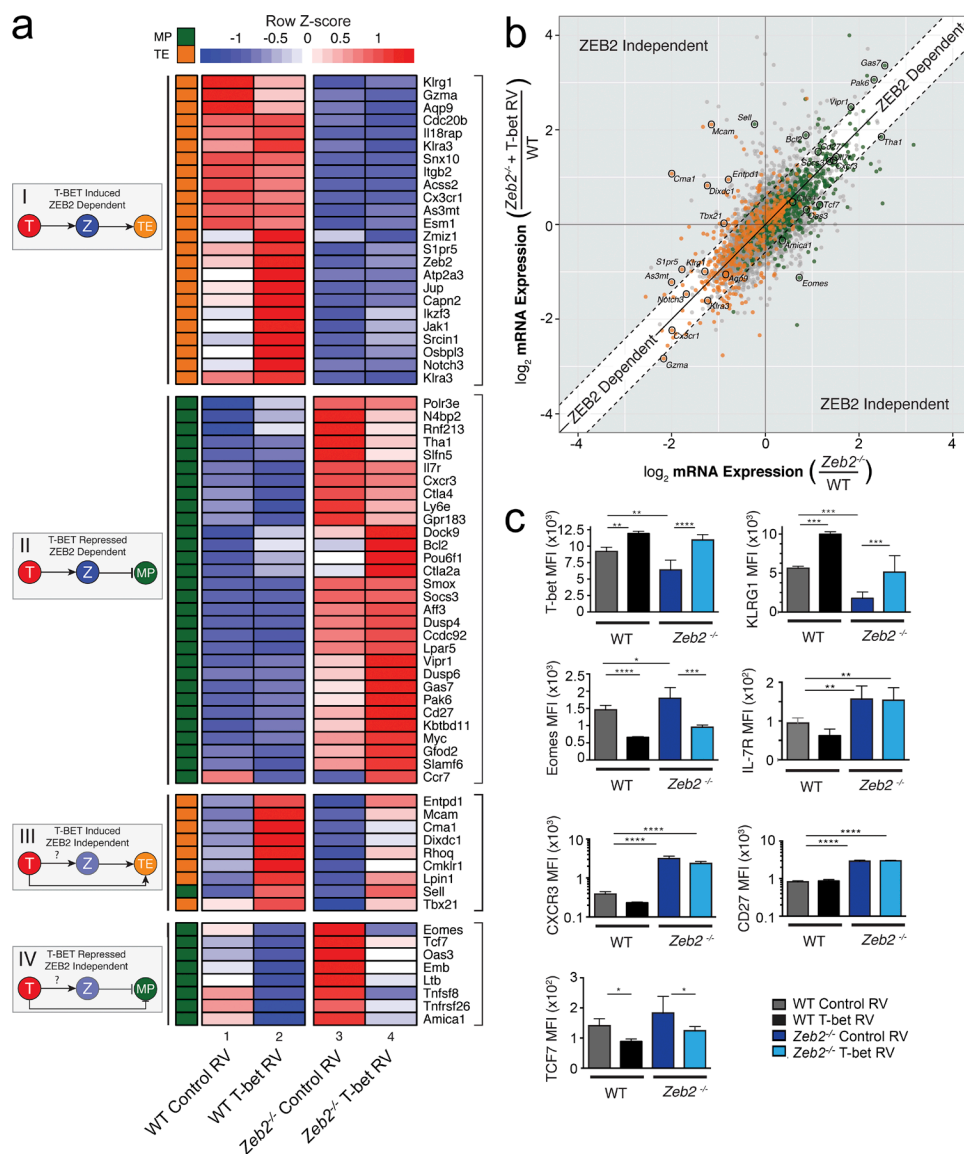 a
MP
TE
Row Z-score
-1 -0.5 0 0.5 1
I
T-BET Induced
ZEB2 Dependent
T Z TE
Klrg1
Gzma
Aqp9
Cdc20b
Il18rap
Klra3
Snx10
Itgb2
Acss2
Cx3cr1
As3mt
Esm1
Zmiz1
S1pr5
Zeb2
Atp2a3
Jup
Capn2
Ikzf3
Jak1
Srcin1
Osbpl3
Notch3
Klra3
II
T-BET Repressed
ZEB2 Dependent
T Z MP
Polr3e
N4bp2
Rnf213
Tha1
Slfn5
Il7r
Cxcr3
Ctla4
Ly6e
Gpr183
Dock9
Bcl2
Pou6f1
Ctla2a
Smox
Socs3
Aff3
Dusp4
Ccdc92
Lpar5
Vipr1
Dusp6
Gas7
Pak6
Cd27
Kbtbd11
Myc
Gfod2
Slamf6
Ccr7
III
T-BET Induced
ZEB2 Independent
?
T Z TE
Entpd1
Mcam
Cma1
Dixdc1
Rhoq
Cmklr1
Lpin1
Sell
Tbx21
IV
T-BET Repressed
ZEB2 Independent
?
T Z MP
Eomes
Tcf7
Oas3
Emb
Ltb
Tnfsf8
Tnfrsf26
Amica1
1 2 3 4
WT Control RV
WT T-bet RV
Zeb2-/- Control RV
Zeb2-/- T-bet RV
b
log2 mRNA Expression (Zeb2-/- + T-bet RV / WT)
4
2
0
-2
-4
ZEB2 Independent
ZEB2 Dependent
Gas7
Pak6
Vipr1
Sell
Mcam
Bcl2
Tha1
Cd27
Socs3
Il7r
Cxcr3
Entpd1
Cma1
Dixdc1
Tcf7
Oas3
Tbx21
Amica1
S1pr5
Klrg1
As3mt
Aqp9
Eomes
Notch3
Klra3
Cx3cr1
Gzma
ZEB2 Dependent
ZEB2 Independent
-4 -2 0 2 4
log2 mRNA Expression (Zeb2-/- / WT)
c
T-bet MFI (x10³)
12.5
10
7.5
5
2.5
0
** ** ****
WT Zeb2 -/-
KLRG1 MFI (x10³)
10
5
0
*** *** ***
WT Zeb2 -/-
Eomes MFI (x10³)
2.5
2
1.5
1
0.5
* **** ***
WT Zeb2 -/-
IL-7R MFI (x10²)
2
1.5
1
0.5
0
** **
WT Zeb2 -/-
CXCR3 MFI (x10³)
10
1
0.1
**** ****
WT Zeb2 -/-
CD27 MFI (x10³)
10
1
0.1
**** ****
WT Zeb2 -/-
TCF7 MFI (x10²)
2
1
0
* *
WT Zeb2 -/-
WT Control RV
WT T-bet RV
Zeb2-/- Control RV
Zeb2-/- T-bet RV